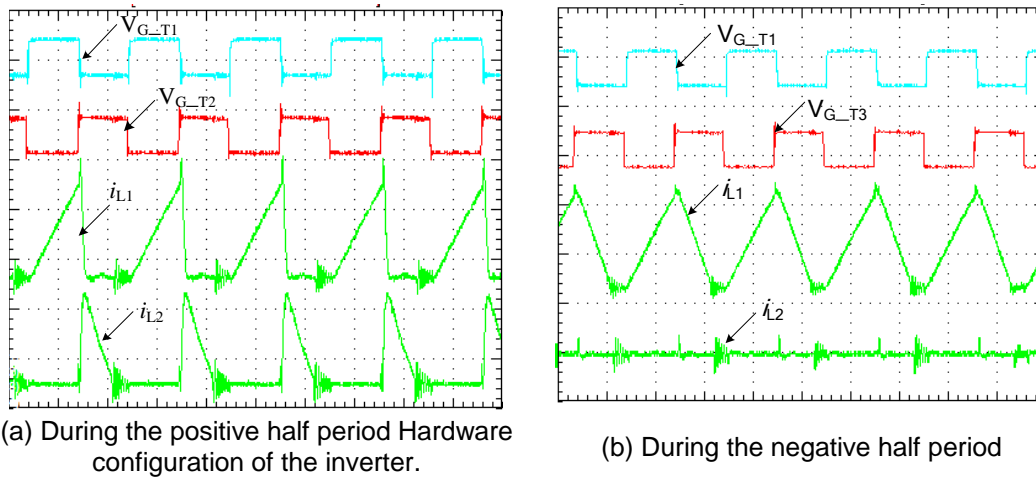 V_G_T1
V_G_T2
i_L1
i_L2
(a) During the positive half period Hardware
configuration of the inverter.
V_G_T1
V_G_T3
i_L1
i_L2
(b) During the negative half period